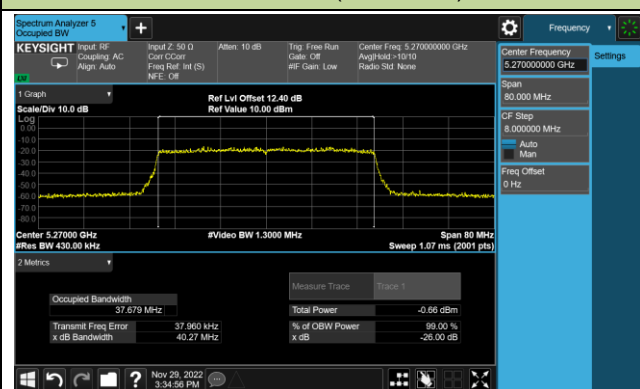 Spectrum Analyzer 5
Occupied BW
+
Frequency
KEYSIGHT
Input: RF
Coupling: AC
Align: Auto
Input Z: 50 Ω
Corr CCorr
Freq Ref: Int (S)
NFE: Off
Atten: 10 dB
Trig: Free Run
Gate: Off
#IF Gain: Low
Center Freq: 5.270000000 GHz
Avg|Hold:>10/10
Radio Std: None
Center Frequency
5.270000000 GHz
Settings
Span
80.000 MHz
CF Step
8.000000 MHz
Auto
Man
Freq Offset
0 Hz
1 Graph
Scale/Div 10.0 dB
Ref Lvl Offset 12.40 dB
Ref Value 10.00 dBm
Log
0.00
-10.0
-20.0
-30.0
-40.0
-50.0
-60.0
-70.0
-80.0
Center 5.27000 GHz
#Res BW 430.00 kHz
#Video BW 1.3000 MHz
Span 80 MHz
Sweep 1.07 ms (2001 pts)
2 Metrics
Measure Trace
Trace 1
Occupied Bandwidth
37.679 MHz
Total Power
-0.66 dBm
Transmit Freq Error
37.960 kHz
% of OBW Power
99.00 %
x dB Bandwidth
40.27 MHz
x dB
-26.00 dB
?
Nov 29, 2022
3:34:56 PM